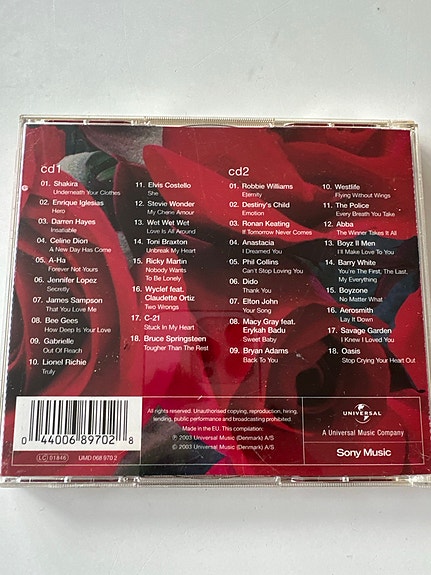 cd1
01. Shakira
Underneath Your Clothes
02. Enrique Iglesias
Hero
03. Darren Hayes
Insatiable
04. Celine Dion
A New Day Has Come
05. A-Ha
Forever Not Yours
06. Jennifer Lopez
Secretly
07. James Sampson
That You Love Me
08. Bee Gees
How Deep Is Your Love
09. Gabrielle
Out Of Reach
10. Lionel Richie
Truly
11. Elvis Costello
She
12. Stevie Wonder
My Cherie Amour
13. Wet Wet Wet
Love Is All Around
14. Toni Braxton
Unbreak My Heart
15. Ricky Martin
Nobody Wants
To Be Lonely
16. Wyclef feat.
Claudette Ortiz
Two Wrongs
17. C-21
Stuck In My Heart
18. Bruce Springsteen
Tougher Than The Rest
cd2
01. Robbie Williams
Eternity
02. Destiny's Child
Emotion
03. Ronan Keating
If Tomorrow Never Comes
04. Anastacia
I Dreamed You
05. Phil Collins
Can't Stop Loving You
06. Dido
Thank You
07. Elton John
Your Song
08. Macy Gray feat.
Erykah Badu
Sweet Baby
09. Bryan Adams
Back To You
10. Westlife
Flying Without Wings
11. The Police
Every Breath You Take
12. Abba
The Winner Takes It All
13. Boyz II Men
I'll Make Love To You
14. Barry White
You're The First, The Last,
My Everything
15. Boyzone
No Matter What
16. Aerosmith
Lay It Down
17. Savage Garden
I Knew I Loved You
18. Oasis
Stop Crying Your Heart Out
0 44006 89702 8
LC 01846
UMD 068 970 2
All rights reserved. Unauthorised copying, reproduction, hiring,
lending, public performance and broadcasting prohibited.
Made in the EU. This compilation:
℗ 2003 Universal Music (Denmark) A/S
© 2003 Universal Music (Denmark) A/S
UNIVERSAL
A Universal Music Company
Sony Music